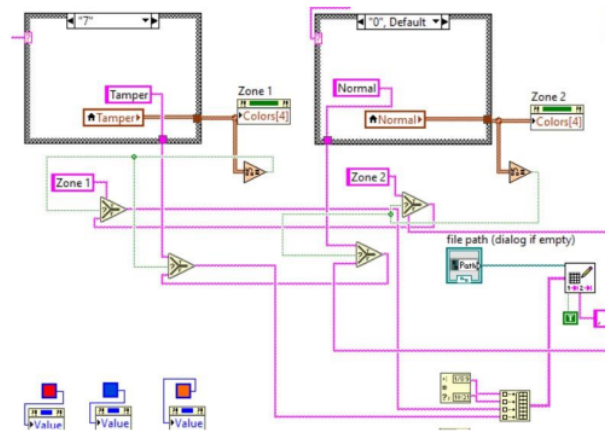 "7"
"0", Default
Tamper
Zone 1
Tamper
Colors[4]
Normal
Zone 2
Normal
Colors[4]
Zone 1
Zone 2
file path (dialog if empty)
Path
T
Value
Value
Value